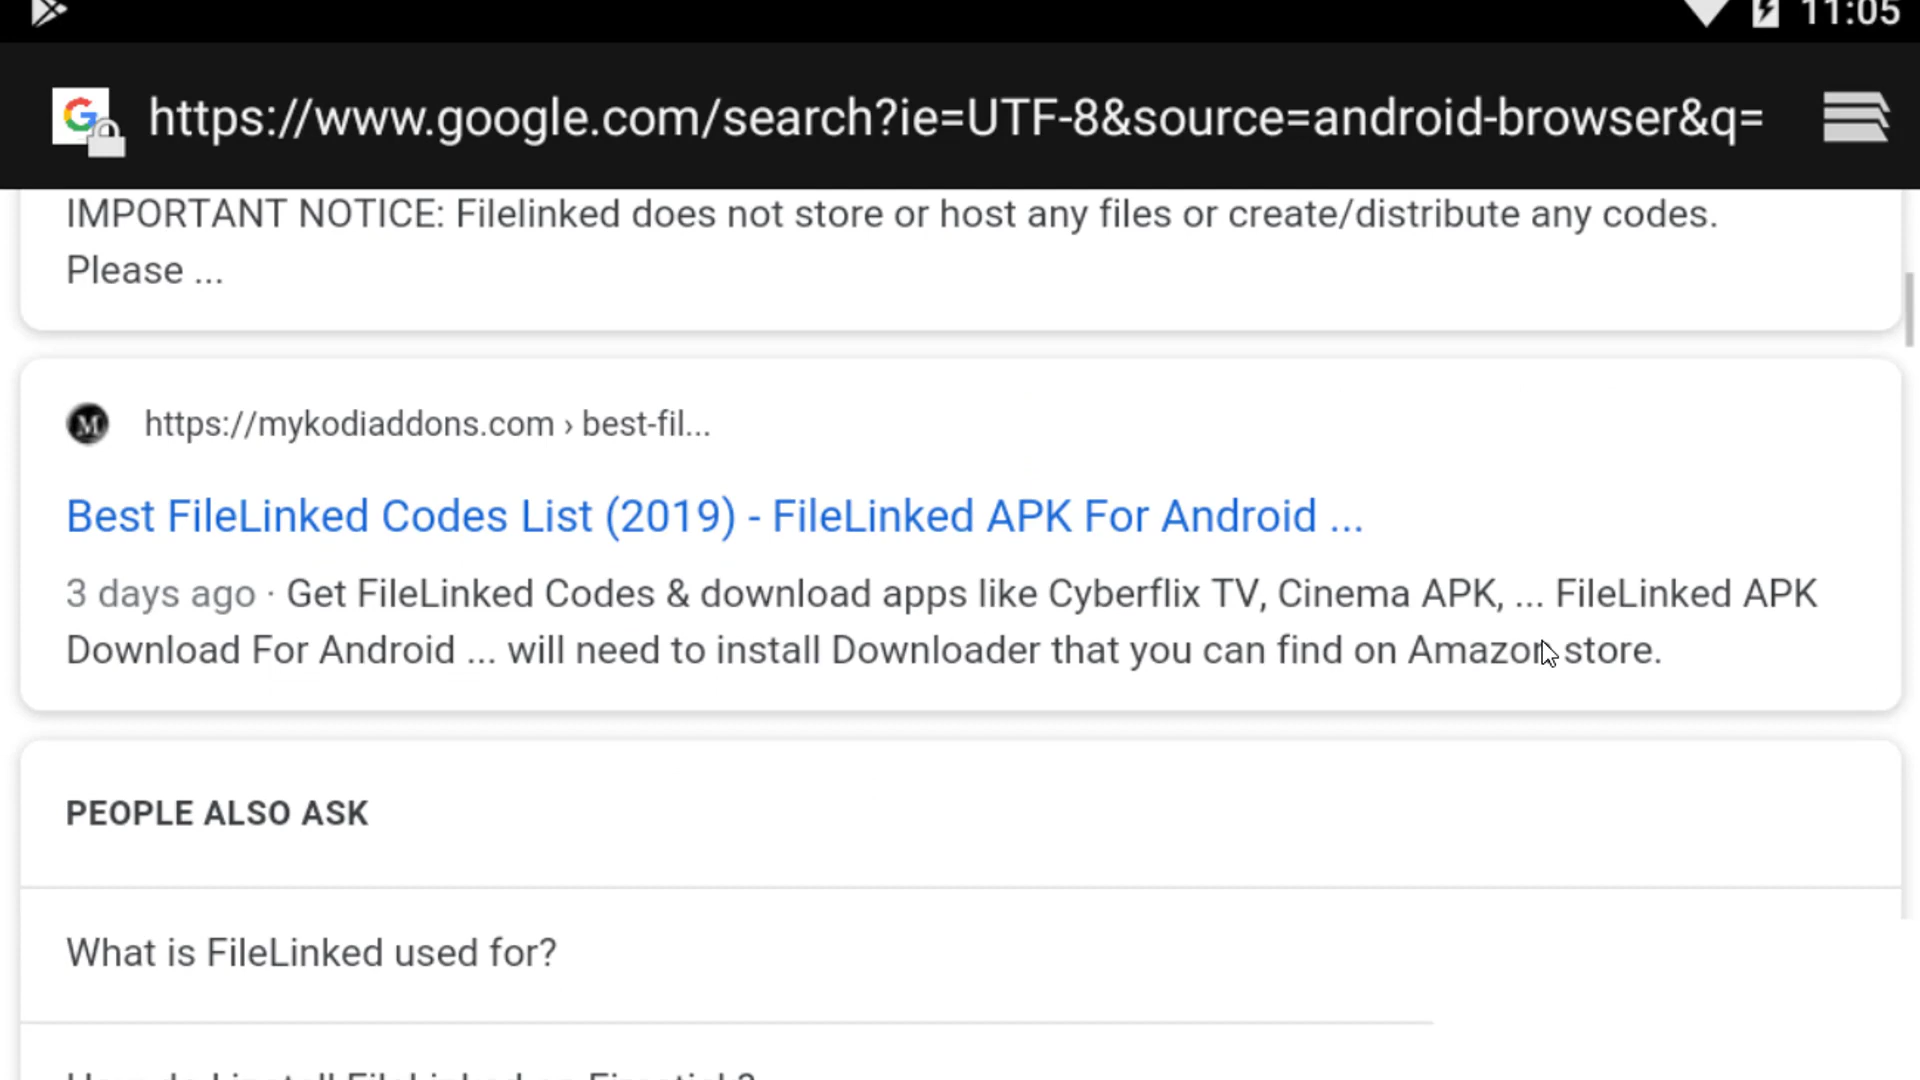 11:05
https://www.google.com/search?ie=UTF-8&source=android-browser&q=
IMPORTANT NOTICE: Filelinked does not store or host any files or create/distribute any codes.
Please ...
M https://mykodiaddons.com › best-fil...
Best FileLinked Codes List (2019) - FileLinked APK For Android ...
3 days ago · Get FileLinked Codes & download apps like Cyberflix TV, Cinema APK, ... FileLinked APK
Download For Android ... will need to install Downloader that you can find on Amazon store.
PEOPLE ALSO ASK
What is FileLinked used for?